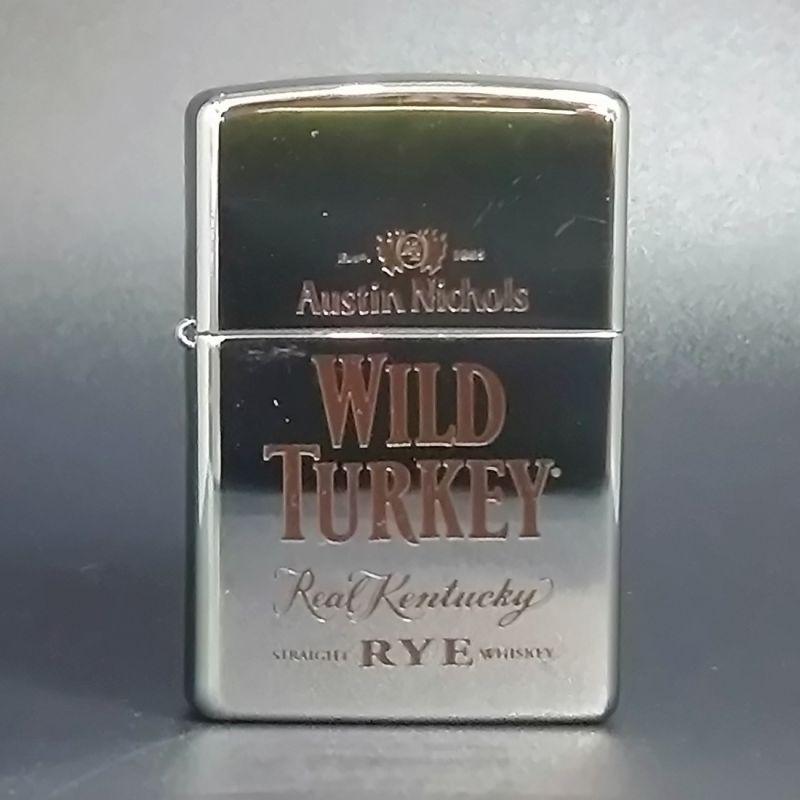 Austin Nichols
WILD
TURKEY
Real Kentucky
STRAIGHT RYE WHISKEY